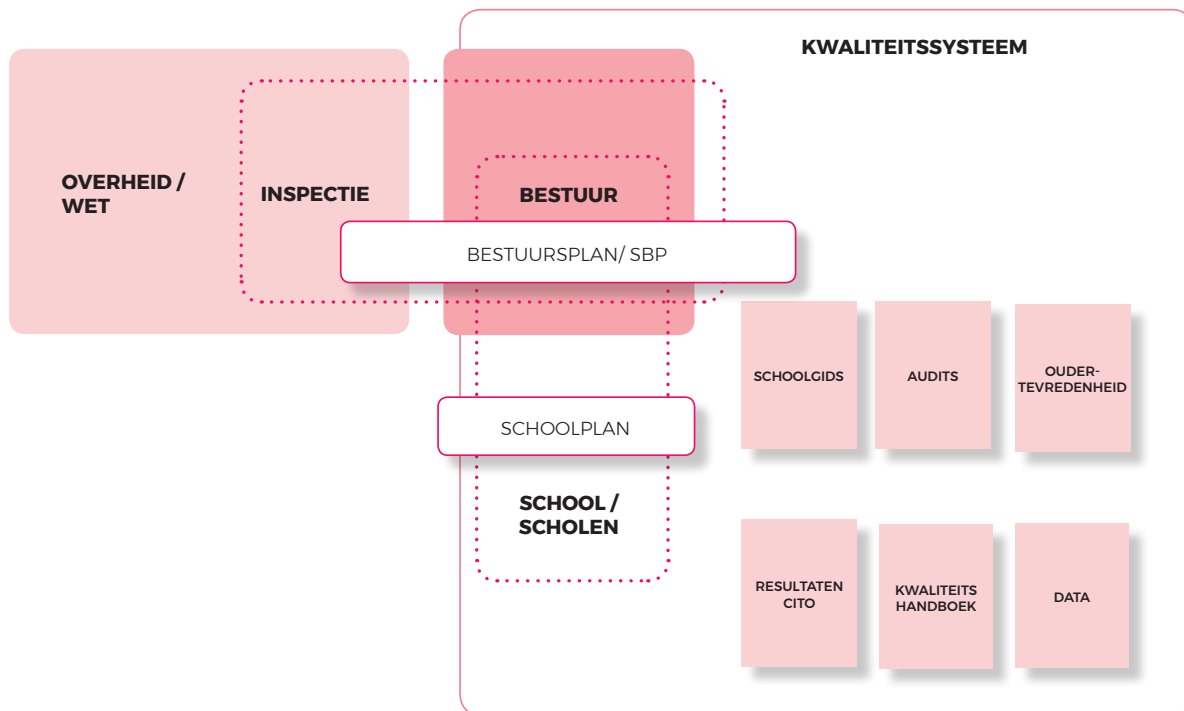 KWALITEITSSYSTEEM
OVERHEID /
WET
INSPECTIE
BESTUUR
BESTUURSPLAN/ SBP
SCHOOLGIDS
AUDITS
OUDER-
TEVREDENHEID
SCHOOLPLAN
SCHOOL /
SCHOLEN
RESULTATEN
CITO
KWALITEITS
HANDBOEK
DATA